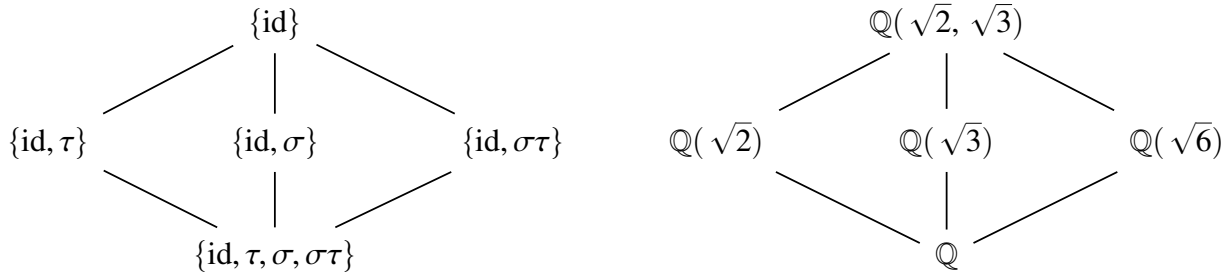 {id} ℚ(√2, √3)
{id, τ} {id, σ} {id, στ} ℚ(√2) ℚ(√3) ℚ(√6)
{id, τ, σ, στ} ℚ